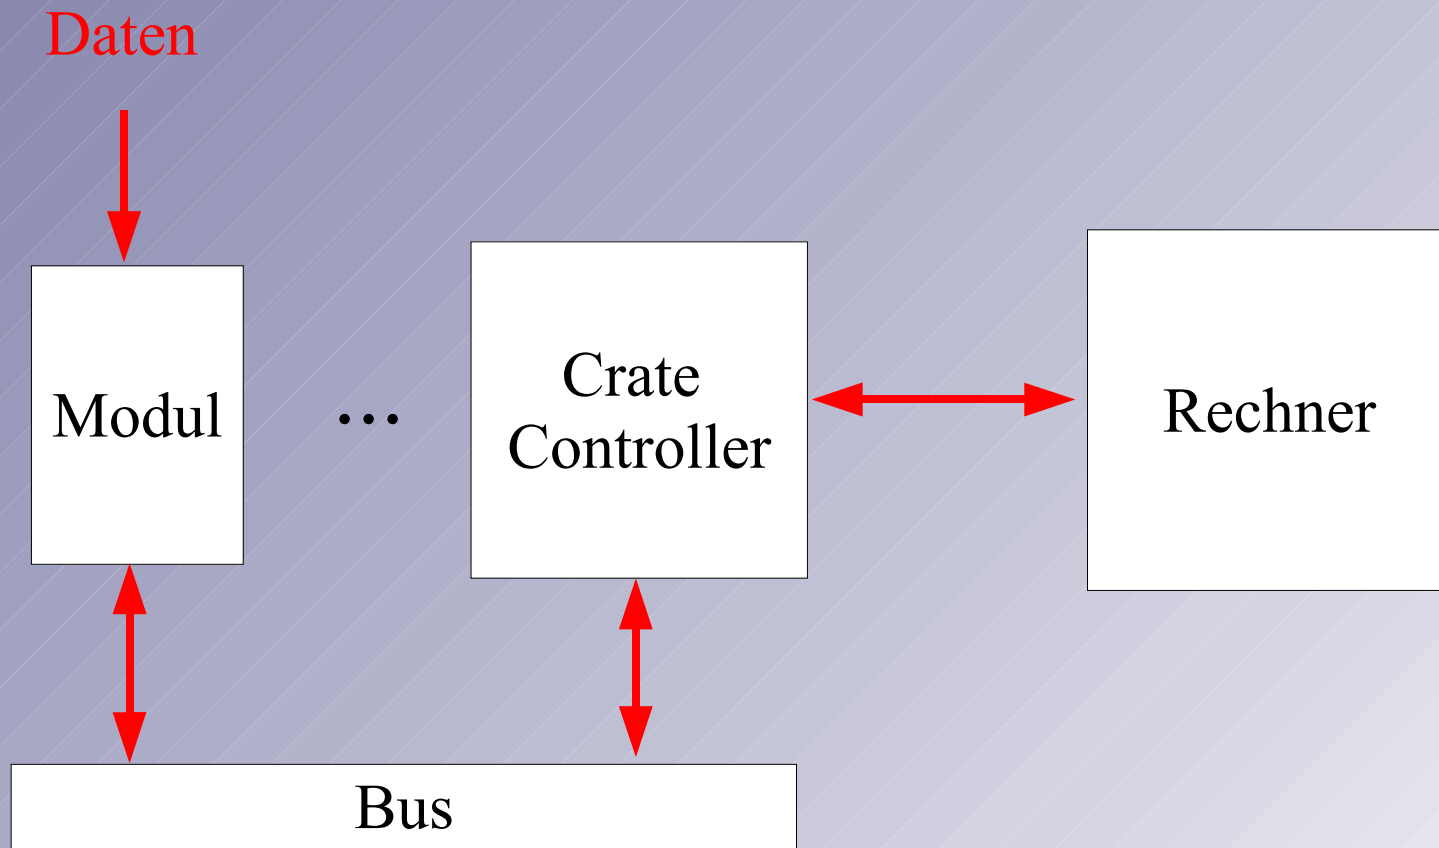 Daten
Modul
...
Crate
Controller
Rechner
Bus